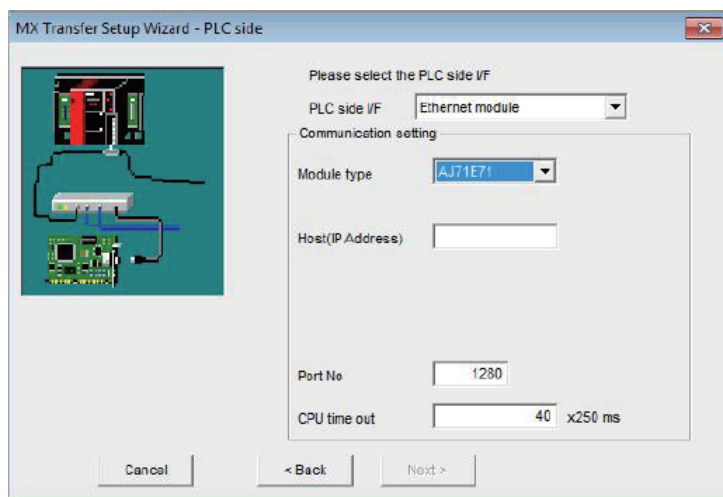 MX Transfer Setup Wizard - PLC side
Please select the PLC side I/F
PLC side I/F Ethernet module
Communication setting
Module type AJ71E71
Host(IP Address)
Port No 1280
CPU time out 40 x250 ms
Cancel < Back Next >